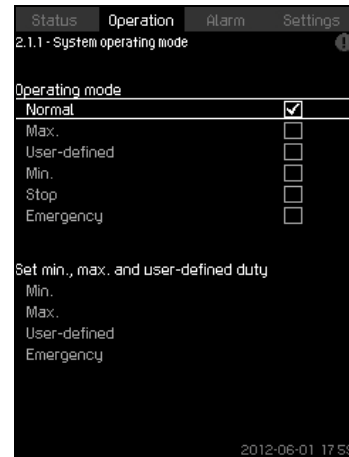 Status Operation Alarm Settings
2.1.1 - System operating mode
Operating mode
Normal
Max.
User-defined
Min.
Stop
Emergency
Set min., max. and user-defined duty
Min.
Max.
User-defined
Emergency
2012-06-01 17:59